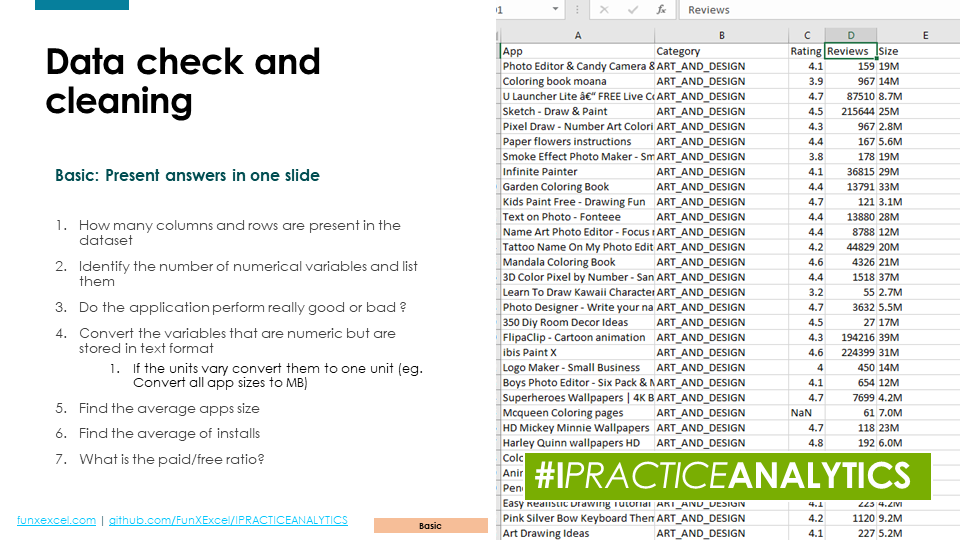 Data check and
cleaning
Basic: Present answers in one slide
1. How many columns and rows are present in the
dataset
2. Identify the number of numerical variables and list
them
3. Do the application perform really good or bad ?
4. Convert the variables that are numeric but are
stored in text format
1. If the units vary convert them to one unit (eg.
Convert all app sizes to MB)
5. Find the average apps size
6. Find the average of installs
7. What is the paid/free ratio?
funxexcel.com | github.com/FunXExcel/IPRACTICEANALYTICS
Basic
fx Reviews
A B C D E
App Category Rating Reviews Size
Photo Editor & Candy Camera & ART_AND_DESIGN 4.1 159 19M
Coloring book moana ART_AND_DESIGN 3.9 967 14M
U Launcher Lite â€“ FREE Live Co ART_AND_DESIGN 4.7 87510 8.7M
Sketch - Draw & Paint ART_AND_DESIGN 4.5 215644 25M
Pixel Draw - Number Art Colori ART_AND_DESIGN 4.3 967 2.8M
Paper flowers instructions ART_AND_DESIGN 4.4 167 5.6M
Smoke Effect Photo Maker - Sm ART_AND_DESIGN 3.8 178 19M
Infinite Painter ART_AND_DESIGN 4.1 36815 29M
Garden Coloring Book ART_AND_DESIGN 4.4 13791 33M
Kids Paint Free - Drawing Fun ART_AND_DESIGN 4.7 121 3.1M
Text on Photo - Fonteee ART_AND_DESIGN 4.4 13880 28M
Name Art Photo Editor - Focus ART_AND_DESIGN 4.4 8788 12M
Tattoo Name On My Photo Edit ART_AND_DESIGN 4.2 44829 20M
Mandala Coloring Book ART_AND_DESIGN 4.6 4326 21M
3D Color Pixel by Number - San ART_AND_DESIGN 4.4 1518 37M
Learn To Draw Kawaii Character ART_AND_DESIGN 3.2 55 2.7M
Photo Designer - Write your na ART_AND_DESIGN 4.7 3632 5.5M
350 Diy Room Decor Ideas ART_AND_DESIGN 4.5 27 17M
FlipaClip - Cartoon animation ART_AND_DESIGN 4.3 194216 39M
ibis Paint X ART_AND_DESIGN 4.6 224399 31M
Logo Maker - Small Business ART_AND_DESIGN 4 450 14M
Boys Photo Editor - Six Pack & M ART_AND_DESIGN 4.1 654 12M
Superheroes Wallpapers | 4K B ART_AND_DESIGN 4.7 7699 4.2M
Mcqueen Coloring pages ART_AND_DESIGN NaN 61 7.0M
HD Mickey Minnie Wallpapers ART_AND_DESIGN 4.7 118 23M
Harley Quinn wallpapers HD ART_AND_DESIGN 4.8 192 6.0M
Colo
Anir
Pen
#IPRACTICEANALYTICS
Easy Realistic Drawing Tutorial ART_AND_DESIGN 4.1 223 4.2M
Pink Silver Bow Keyboard Them ART_AND_DESIGN 4.2 1120 9.2M
Art Drawing Ideas ART_AND_DESIGN 4.1 227 5.2M